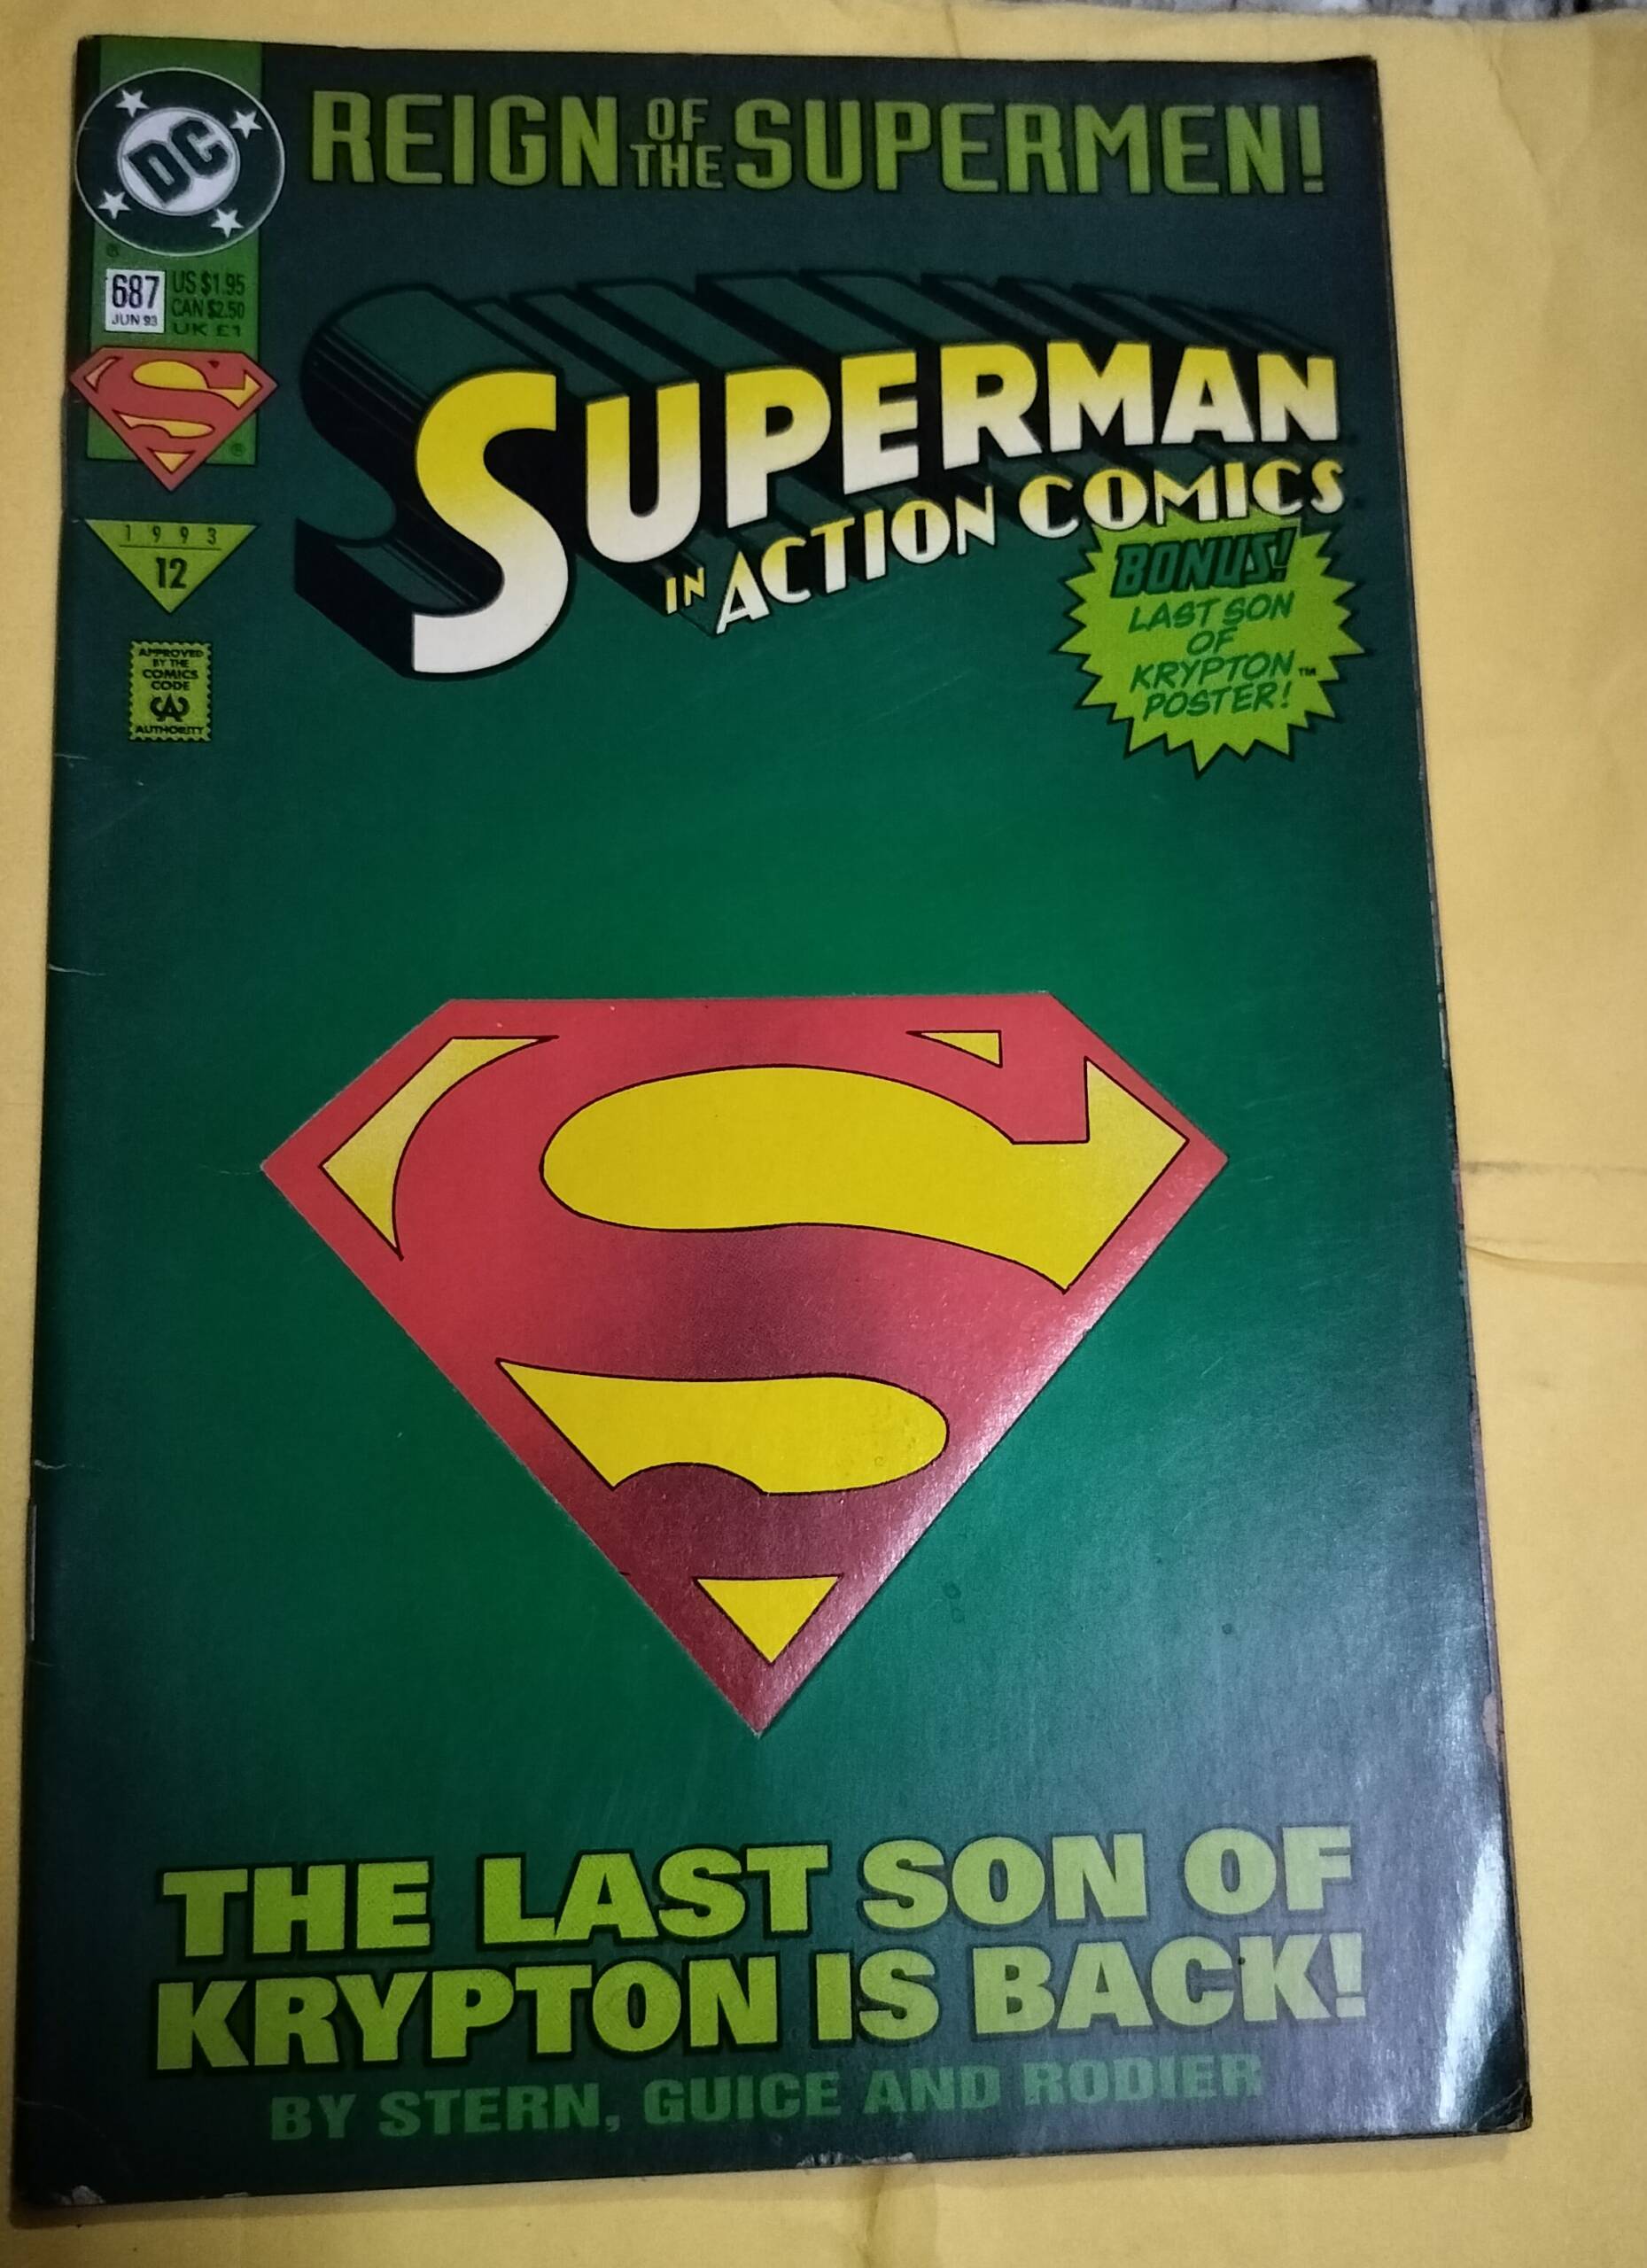 DC
®
REIGN OF THE SUPERMEN!
687
JUN 93
US $1.95
CAN $2.50
UK £1
®
1993
12
APPROVED
BY THE
COMICS
CODE
CA
AUTHORITY
SUPERMAN
IN ACTION COMICS
BONUS!
LAST SON
OF
KRYPTON™
POSTER!
THE LAST SON OF
KRYPTON IS BACK!
BY STERN, GUICE AND RODIER